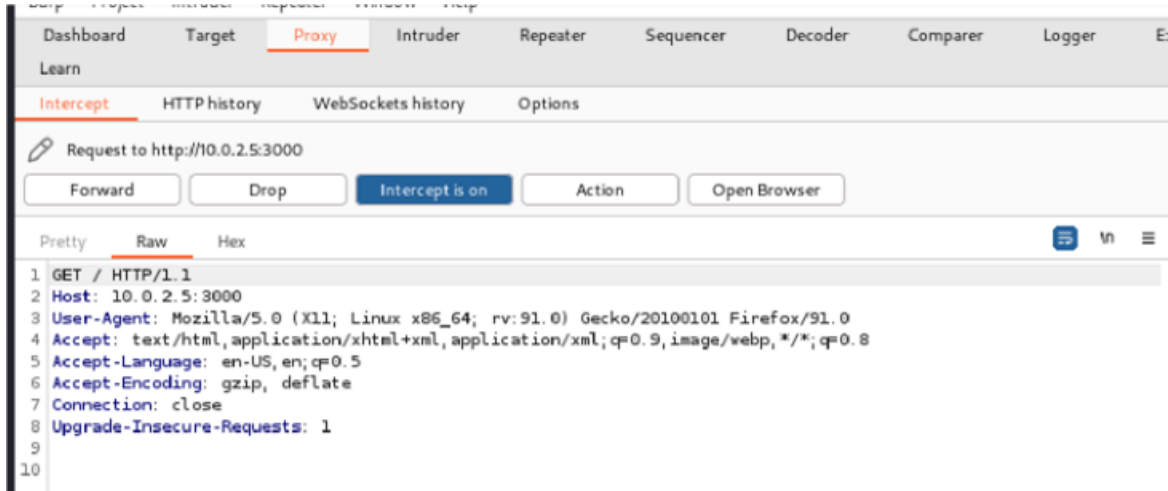 Dashboard Target Proxy Intruder Repeater Sequencer Decoder Comparer Logger
Learn
Intercept HTTP history WebSockets history Options
Request to http://10.0.2.5:3000
Forward Drop Intercept is on Action Open Browser
Pretty Raw Hex \n
1 GET / HTTP/1.1
2 Host: 10.0.2.5:3000
3 User-Agent: Mozilla/5.0 (X11; Linux x86_64; rv:91.0) Gecko/20100101 Firefox/91.0
4 Accept: text/html,application/xhtml+xml,application/xml;q=0.9,image/webp,*/*;q=0.8
5 Accept-Language: en-US,en;q=0.5
6 Accept-Encoding: gzip, deflate
7 Connection: close
8 Upgrade-Insecure-Requests: 1
9
10